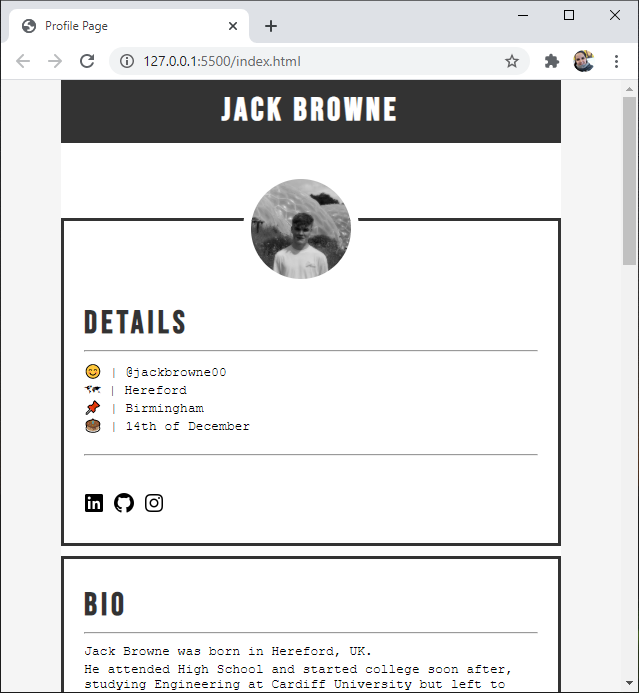 Profile Page
127.0.0.1:5500/index.html
JACK BROWNE
DETAILS
| @jackbrowne00
| Hereford
| Birmingham
| 14th of December
in
BIO
Jack Browne was born in Hereford, UK.
He attended High School and started college soon after,
studying Engineering at Cardiff University but left to